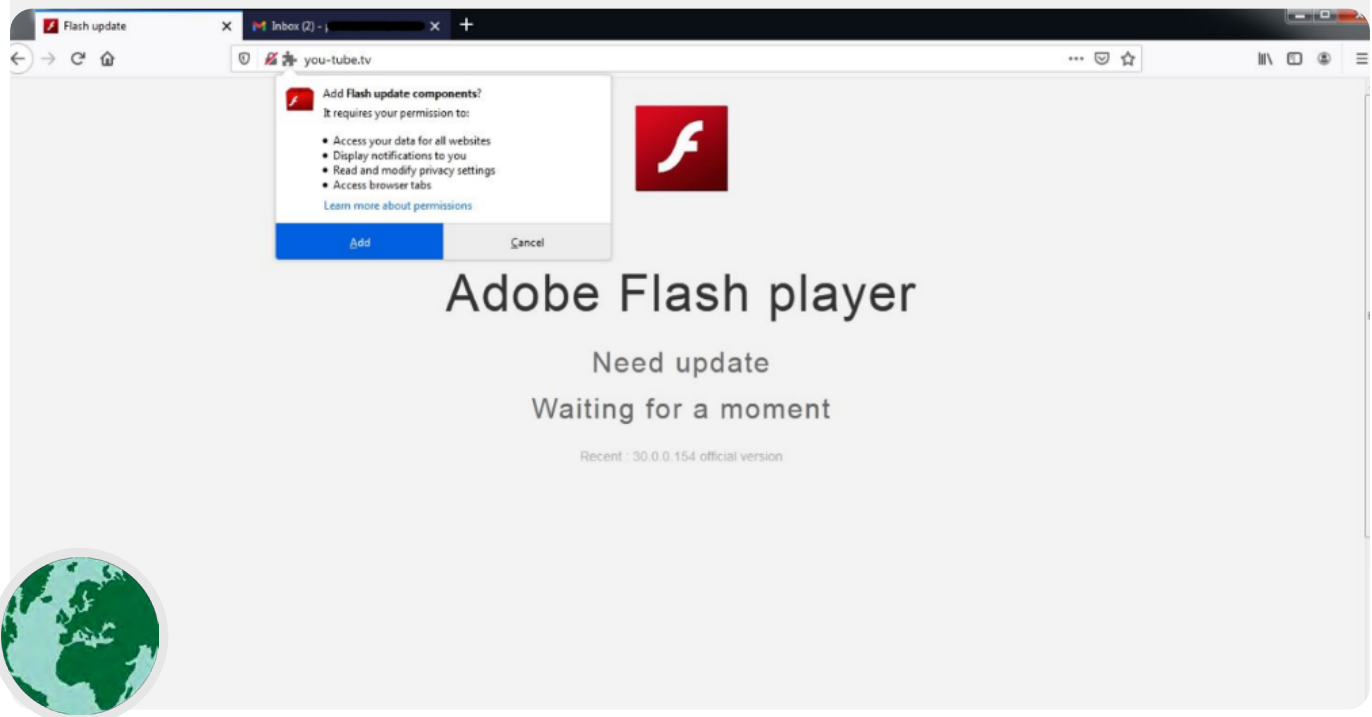 Flash update
Inbox (2) -
you-tube.tv
Add Flash update components?
It requires your permission to:
• Access your data for all websites
• Display notifications to you
• Read and modify privacy settings
• Access browser tabs
Learn more about permissions
Add
Cancel
Adobe Flash player
Need update
Waiting for a moment
Recent : 30.0.0.154 official version